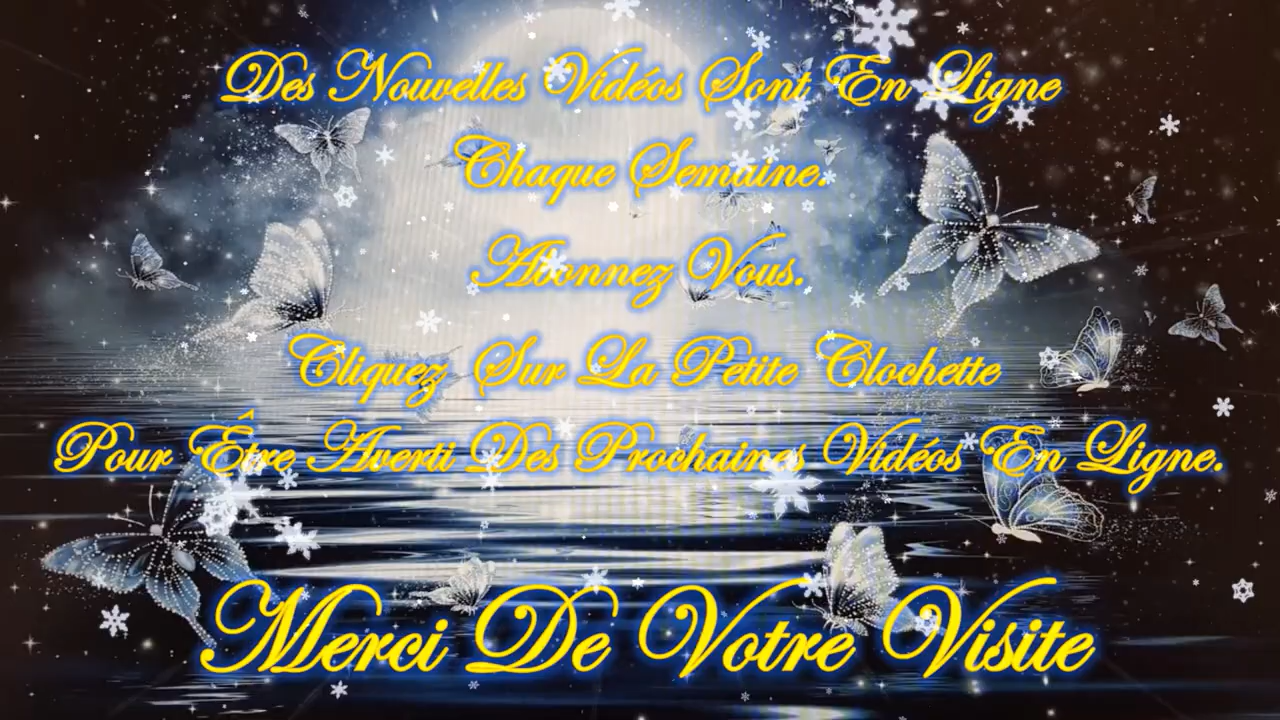 Des Nouvelles Vidéos Sont En Ligne
Chaque Semaine.
Abonnez Vous.
Cliquez Sur La Petite Clochette
Pour Être Averti Des Prochaines Vidéos En Ligne.
Merci De Votre Visite